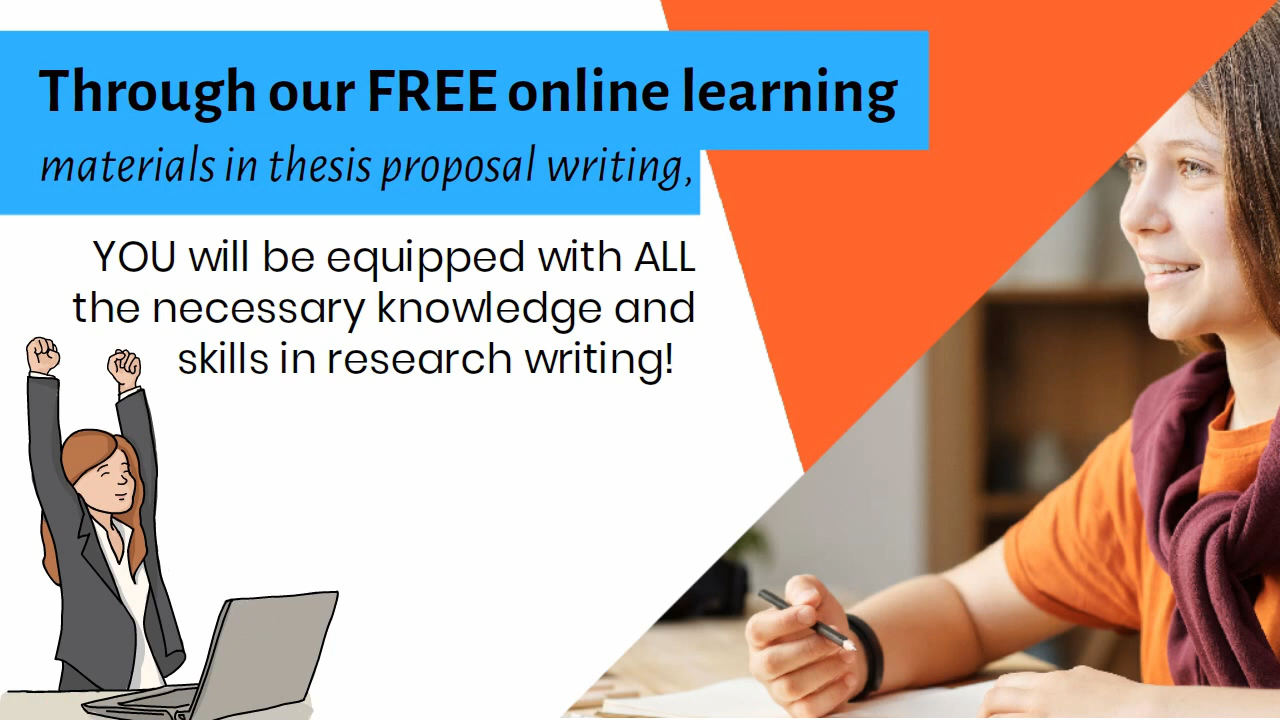 Through our FREE online learning
materials in thesis proposal writing,
YOU will be equipped with ALL
the necessary knowledge and
skills in research writing!